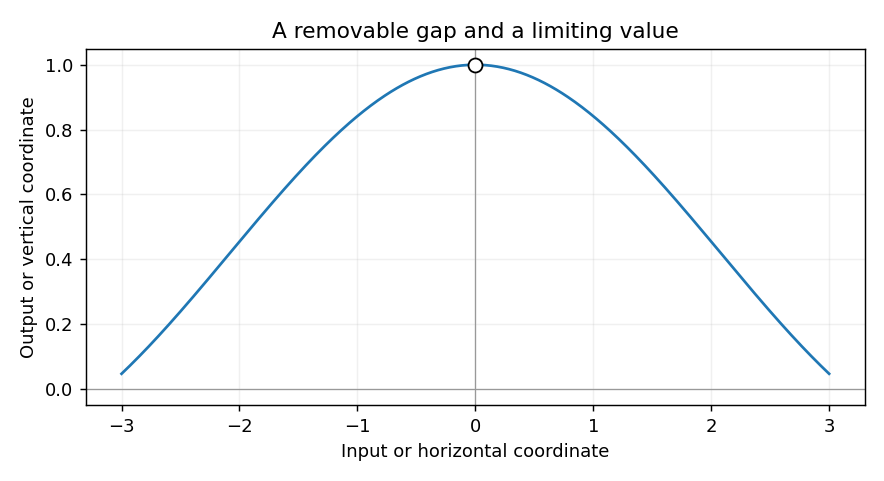 A removable gap and a limiting value
Output or vertical coordinate
1.0
0.8
0.6
0.4
0.2
0.0
−3 −2 −1 0 1 2 3
Input or horizontal coordinate